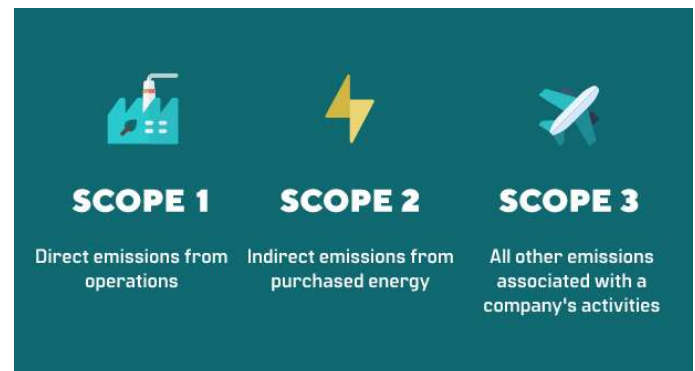 SCOPE 1
Direct emissions from
operations
SCOPE 2
Indirect emissions from
purchased energy
SCOPE 3
All other emissions
associated with a
company's activities